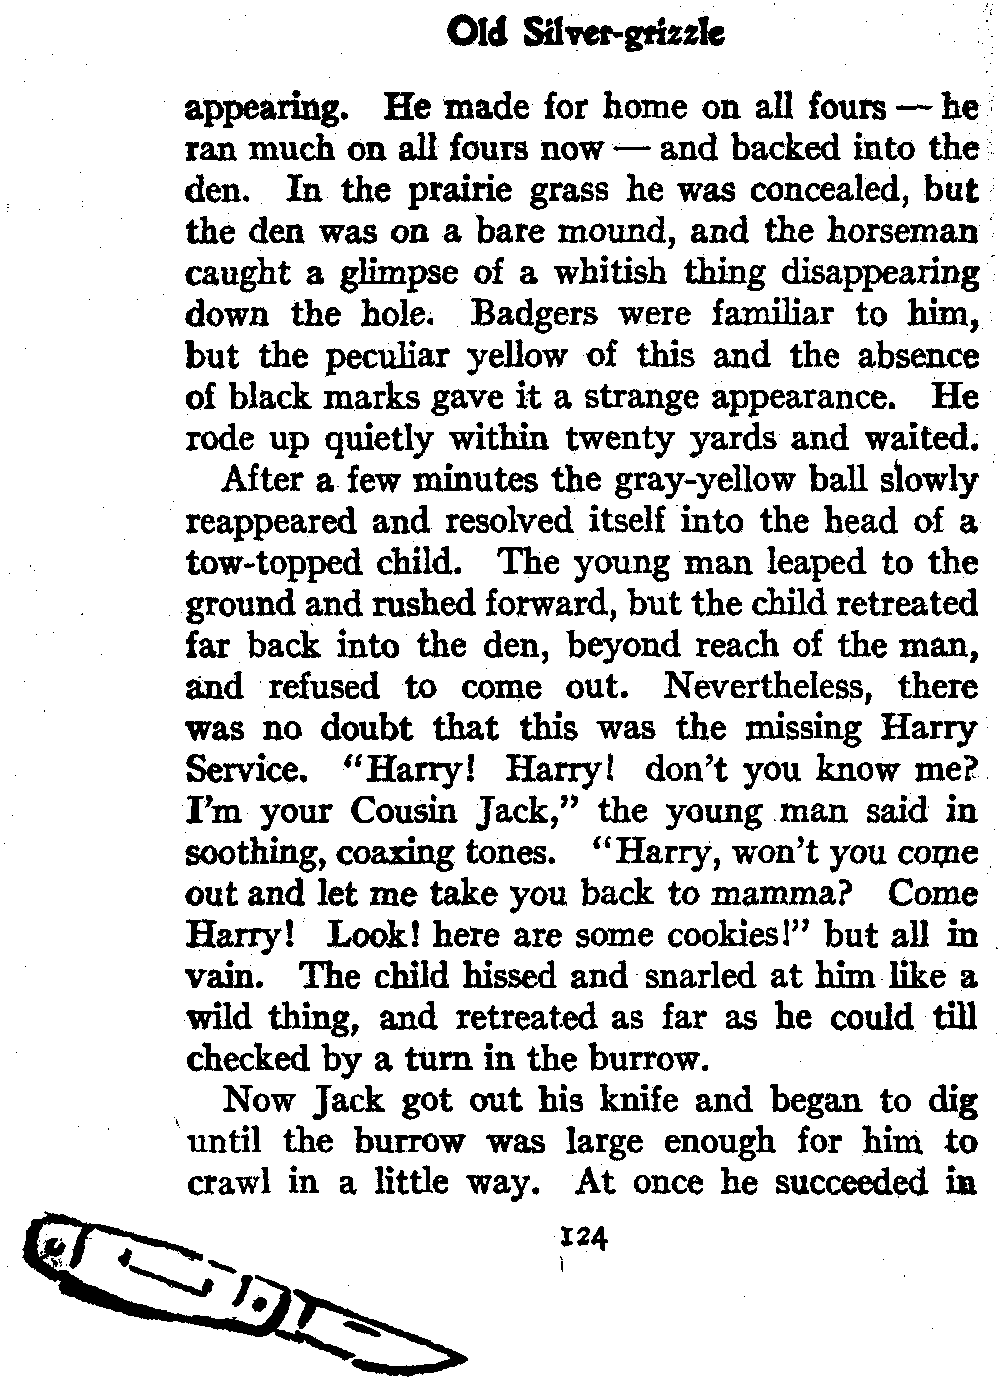 Old Silver-grizzle
appearing. He made for home on all fours — he
ran much on all fours now — and backed into the
den. In the prairie grass he was concealed, but
the den was on a bare mound, and the horseman
caught a glimpse of a whitish thing disappearing
down the hole. Badgers were familiar to him,
but the peculiar yellow of this and the absence
of black marks gave it a strange appearance. He
rode up quietly within twenty yards and waited.
After a few minutes the gray-yellow ball slowly
reappeared and resolved itself into the head of a
tow-topped child. The young man leaped to the
ground and rushed forward, but the child retreated
far back into the den, beyond reach of the man,
and refused to come out. Nevertheless, there
was no doubt that this was the missing Harry
Service. "Harry! Harry! don't you know me?
I'm your Cousin Jack," the young man said in
soothing, coaxing tones. "Harry, won't you come
out and let me take you back to mamma? Come
Harry! Look! here are some cookies!" but all in
vain. The child hissed and snarled at him like a
wild thing, and retreated as far as he could till
checked by a turn in the burrow.
Now Jack got out his knife and began to dig
until the burrow was large enough for him to
crawl in a little way. At once he succeeded in
124